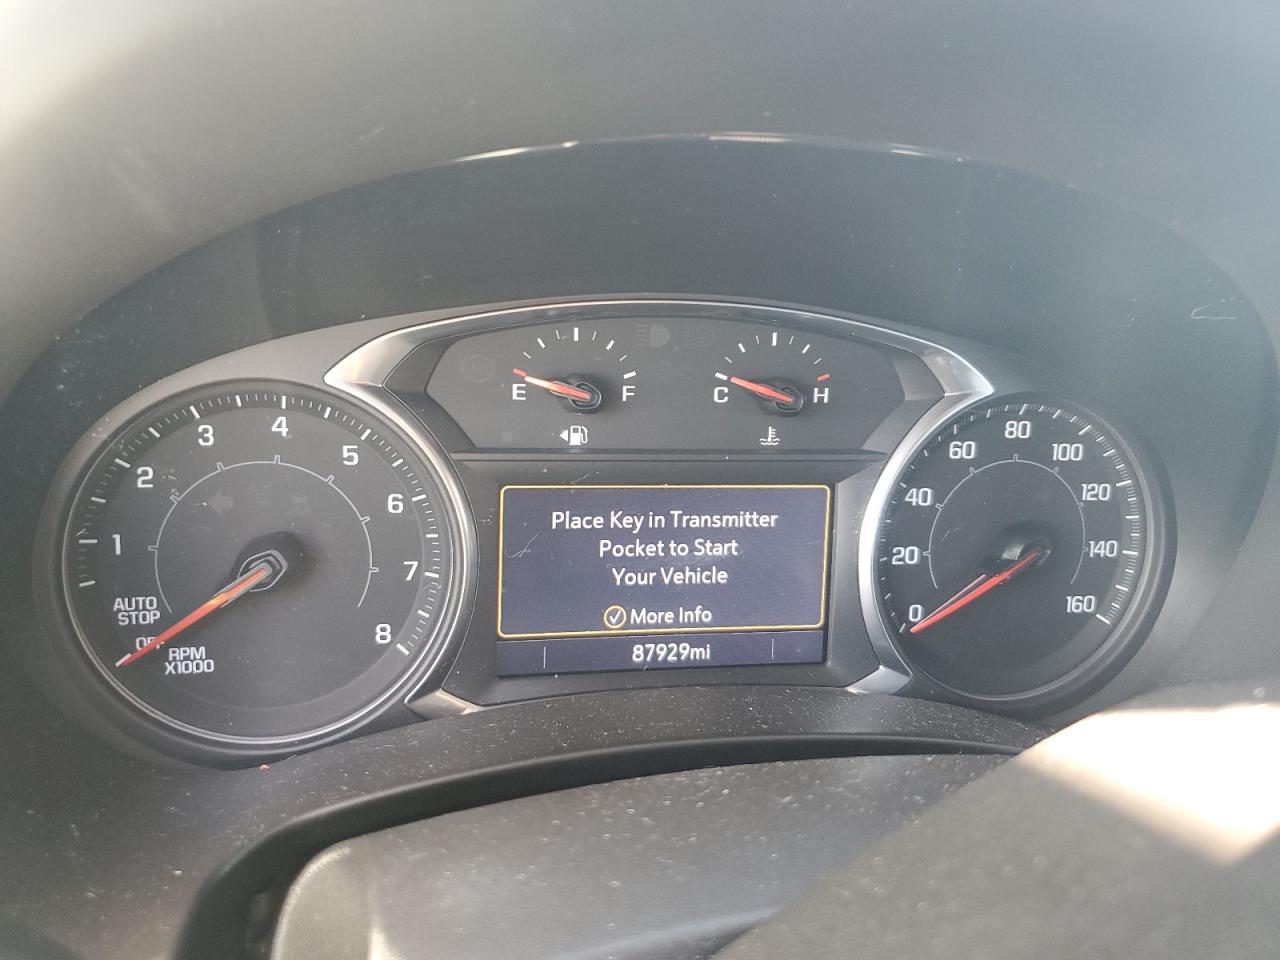 E
F
C
H
1
2
3
4
5
6
7
8
AUTO
STOP
RPM
X1000
Place Key in Transmitter
Pocket to Start
Your Vehicle
More Info
87929mi
0
20
40
60
80
100
120
140
160